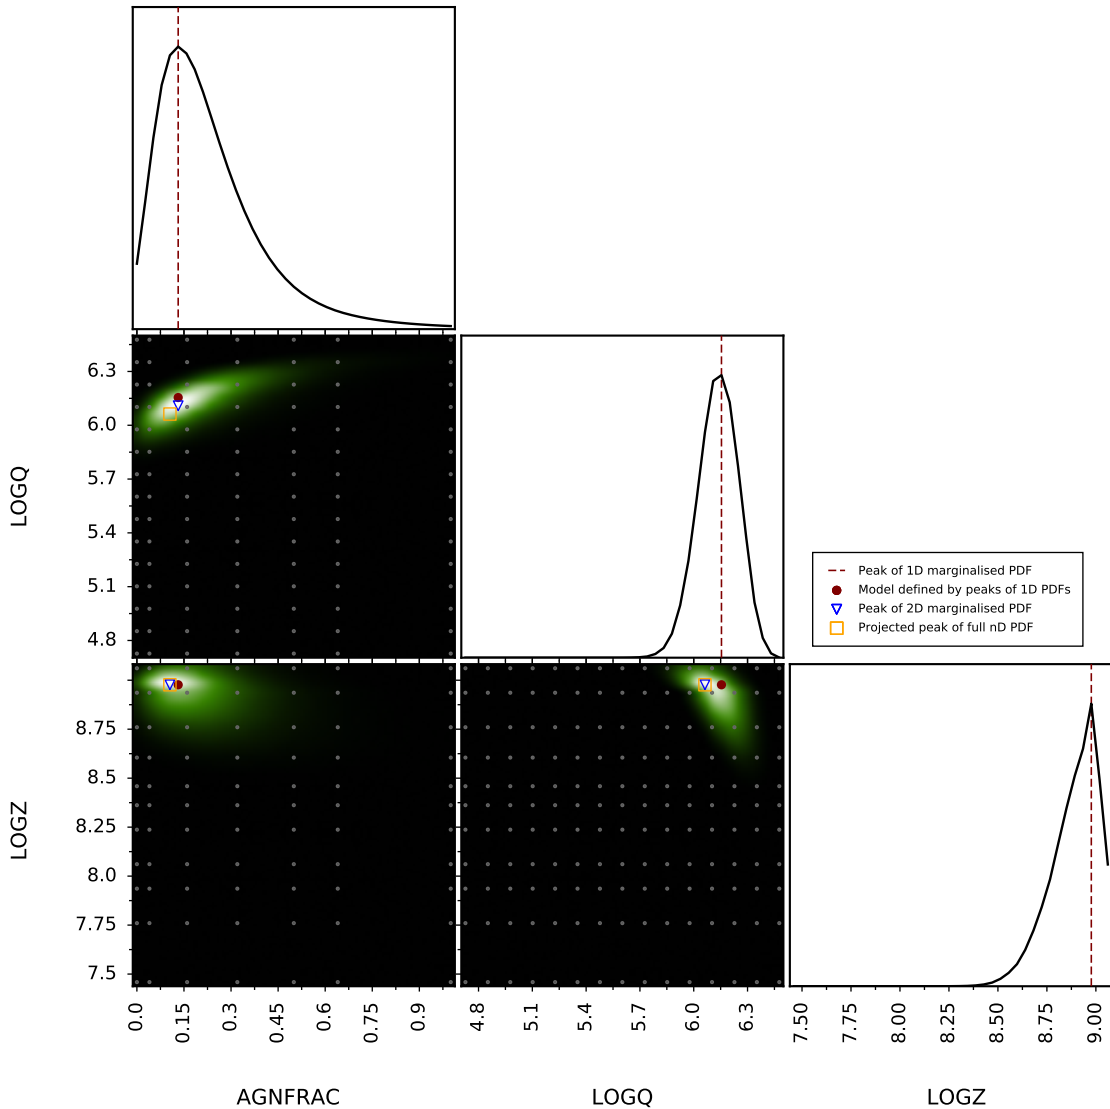 6.3
6.0
5.7
5.4
5.1
4.8
LOGQ
Peak of 1D marginalised PDF
Model defined by peaks of 1D PDFs
Peak of 2D marginalised PDF
Projected peak of full nD PDF
8.75
8.5
8.25
8.0
7.75
7.5
LOGZ
0.0 0.15 0.3 0.45 0.6 0.75 0.9
4.8 5.1 5.4 5.7 6.0 6.3
7.50 7.75 8.00 8.25 8.50 8.75 9.00
AGNFRAC LOGQ LOGZ